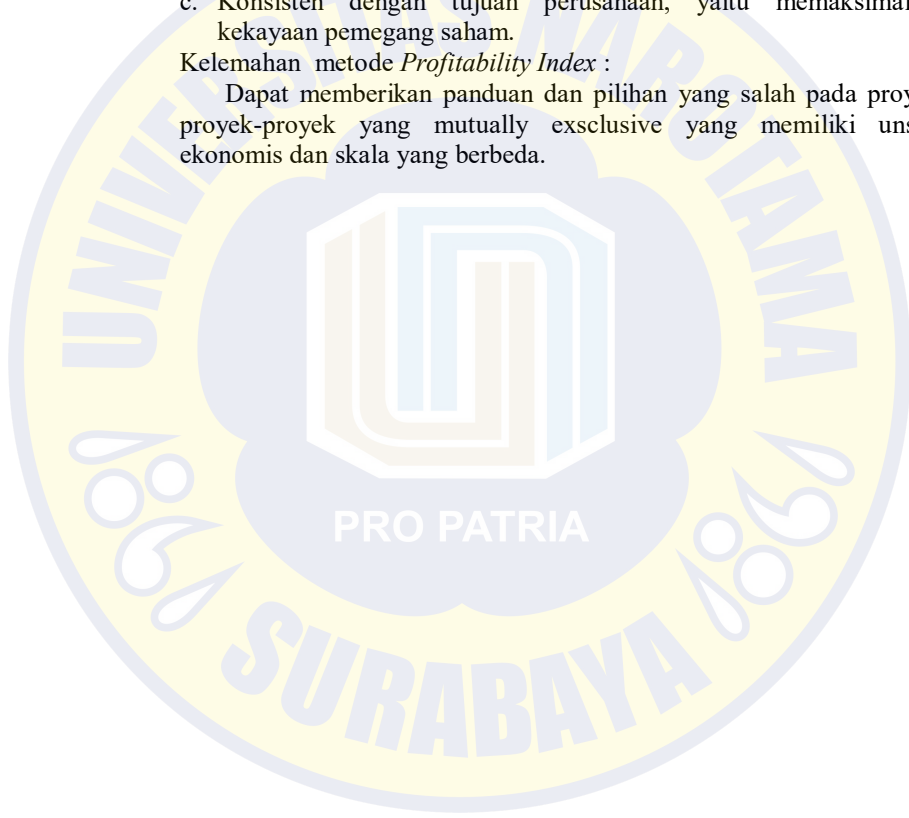 c. Konsisten dengan tujuan perusahaan, yaitu memaksimal
kekayaan pemegang saham.
Kelemahan metode Profitability Index :
Dapat memberikan panduan dan pilihan yang salah pada proy
proyek-proyek yang mutually exsclusive yang memiliki uns
ekonomis dan skala yang berbeda.
UNIVERSITAS NAROTAMA
PRO PATRIA
SURABAYA